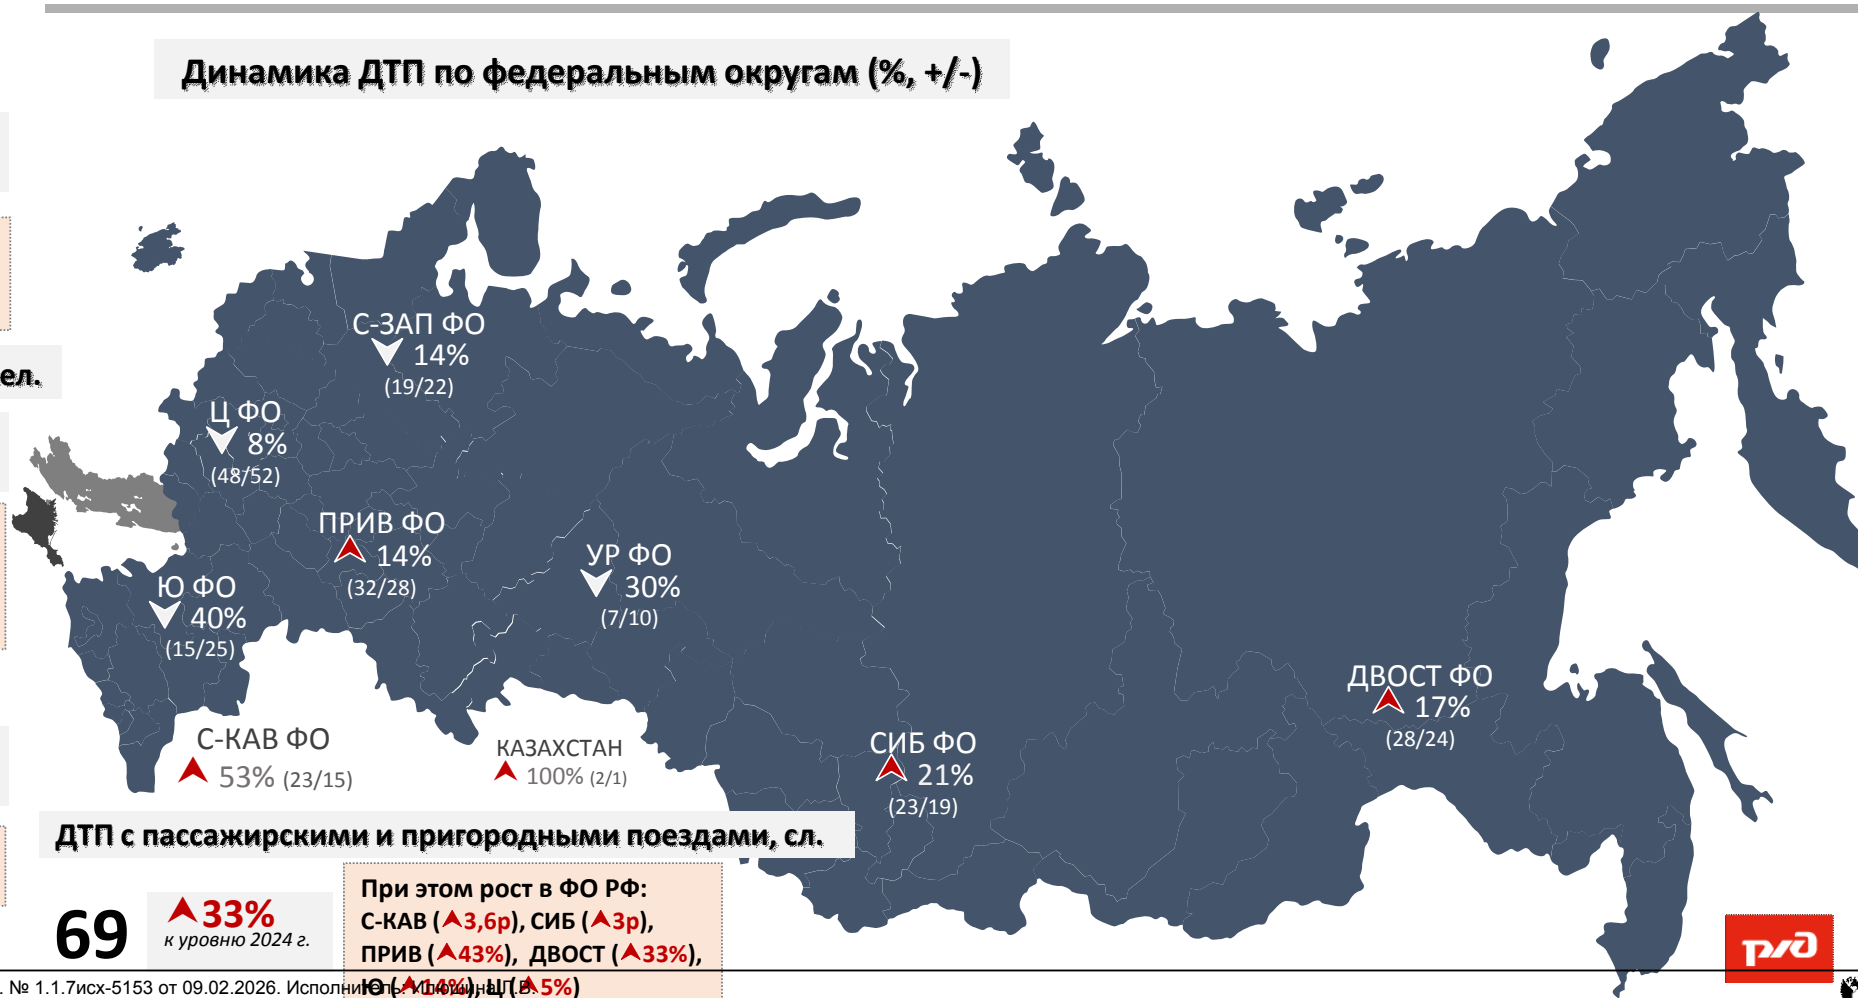 Динамика ДТП по федеральным округам (%, +/-)
С-ЗАП ФО
14%
(19/22)
ел.
Ц ФО
8%
(48/52)
ПРИВ ФО
14%
(32/28)
УР ФО
30%
(7/10)
Ю ФО
40%
(15/25)
ДВОСТ ФО
17%
(28/24)
С-КАВ ФО
53% (23/15)
КАЗАХСТАН
100% (2/1)
СИБ ФО
21%
(23/19)
ДТП с пассажирскими и пригородными поездами, сл.
69
33%
к уровню 2024 г.
При этом рост в ФО РФ:
С-КАВ (3,6р), СИБ (3р),
ПРИВ (43%), ДВОСТ (33%),
Ю (14%), Ц (5%)
ржд
. № 1.1.7исх-5153 от 09.02.2026. Исполнитель: